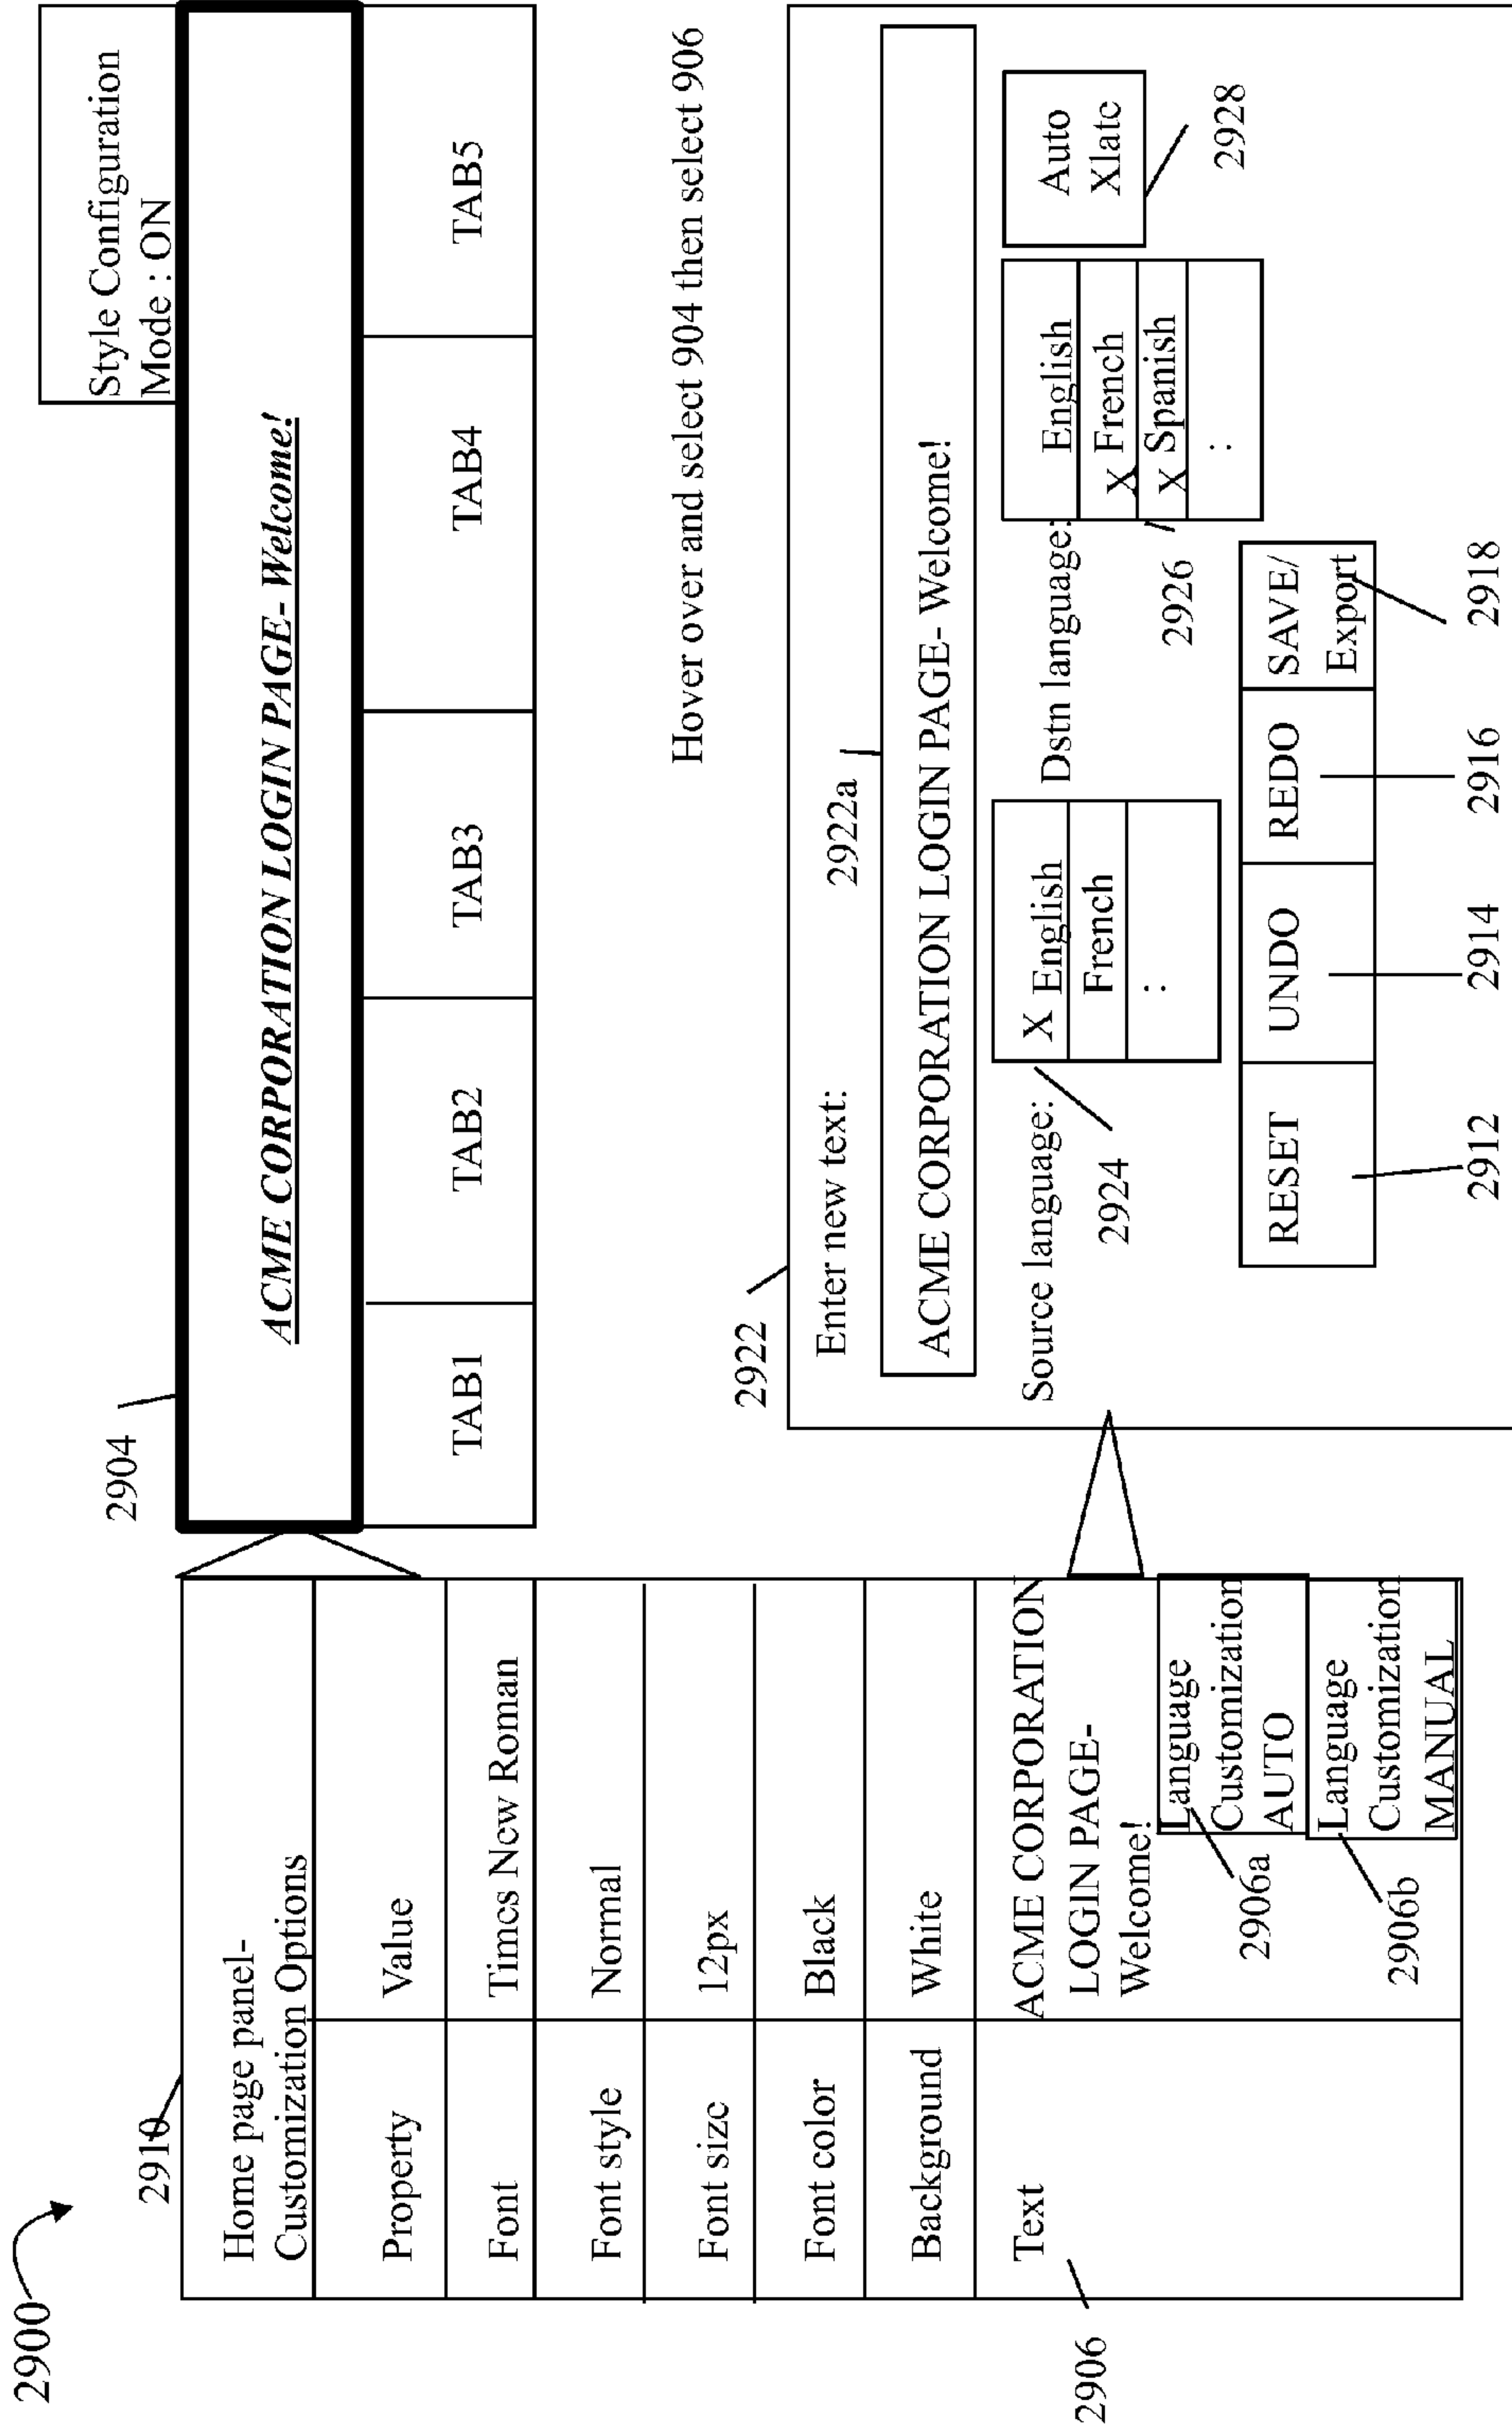 2900
2910
Home page panel-
Customization Options
Property
Value
Font
Times New Roman
Font style
Normal
Font size
12px
Font color
Black
Background
White
Text
ACME CORPORATION
LOGIN PAGE-
Welcome!
Language
Customization
AUTO
Language
Customization
MANUAL
2906
2906a
2906b
Style Configuration
Mode : ON
2904
ACME CORPORATION LOGIN PAGE- Welcome!
TAB1
TAB2
TAB3
TAB4
TAB5
Hover over and select 904 then select 906
2922
Enter new text:
2922a
ACME CORPORATION LOGIN PAGE- Welcome!
Source language:
X English
French
:
2924
Dstn language:
English
X French
X Spanish
:
2926
Auto
Xlate
2928
RESET
UNDO
REDO
SAVE/
Export
2912
2914
2916
2918